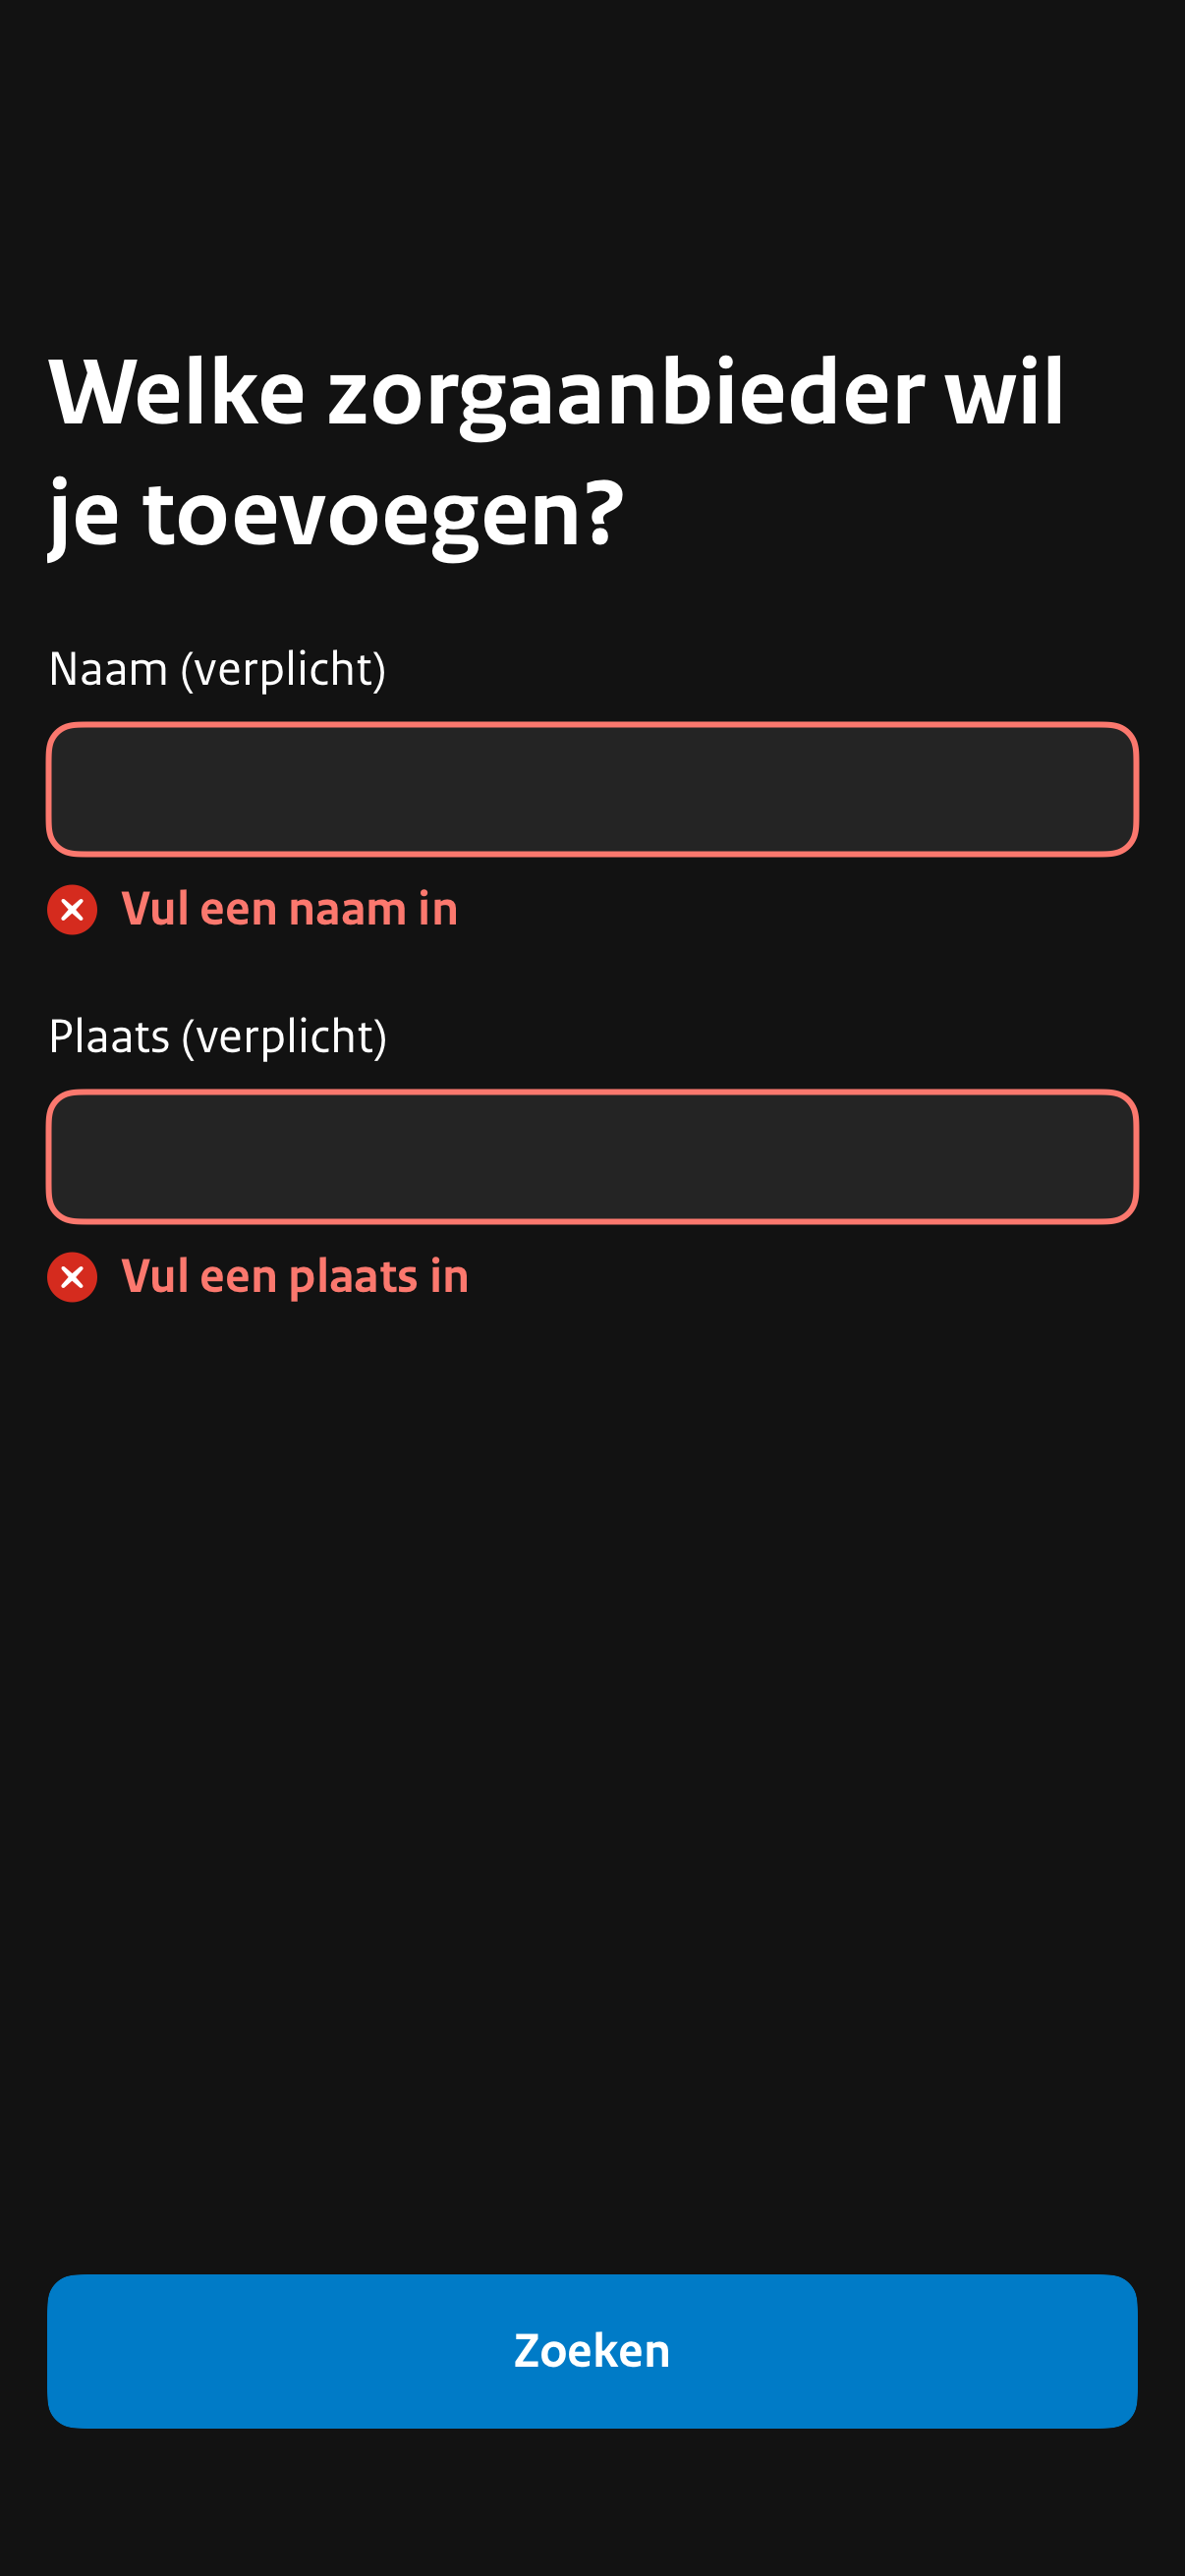 Welke zorgaanbieder wil
je toevoegen?
Naam (verplicht)
Vul een naam in
Plaats (verplicht)
Vul een plaats in
Zoeken